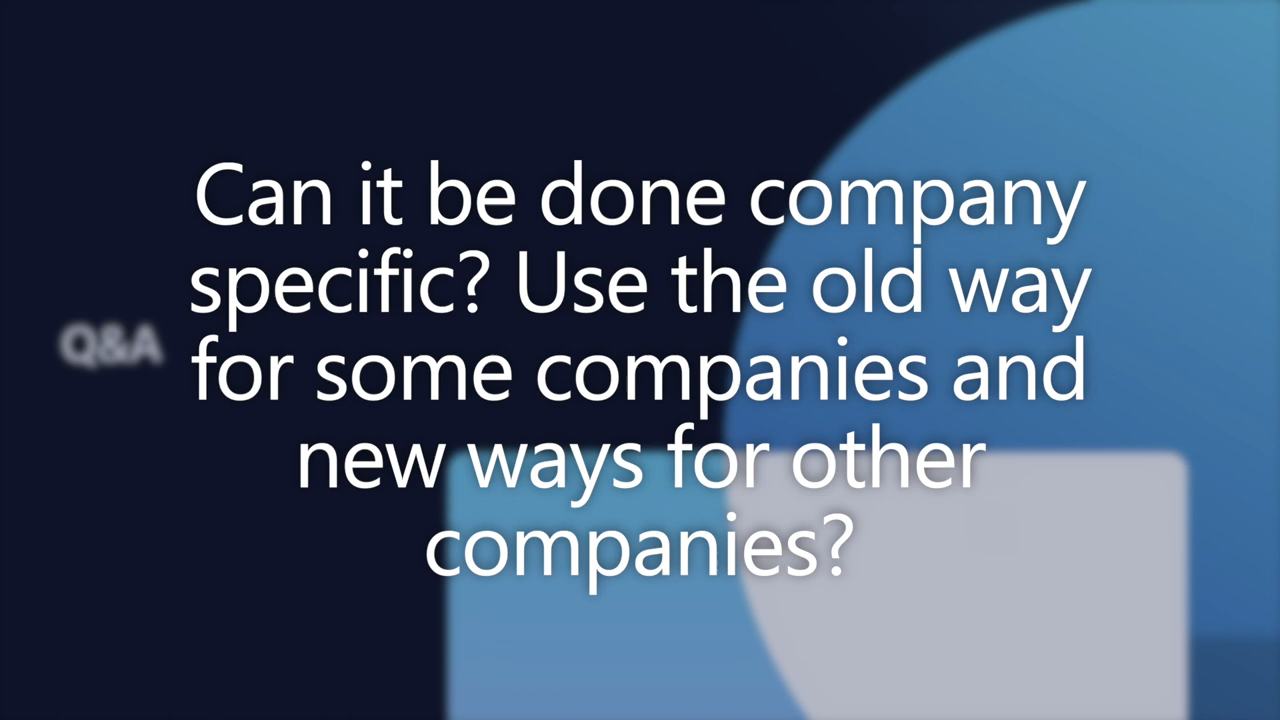 Can it be done company
specific? Use the old way
Q&A
for some companies and
new ways for other
companies?